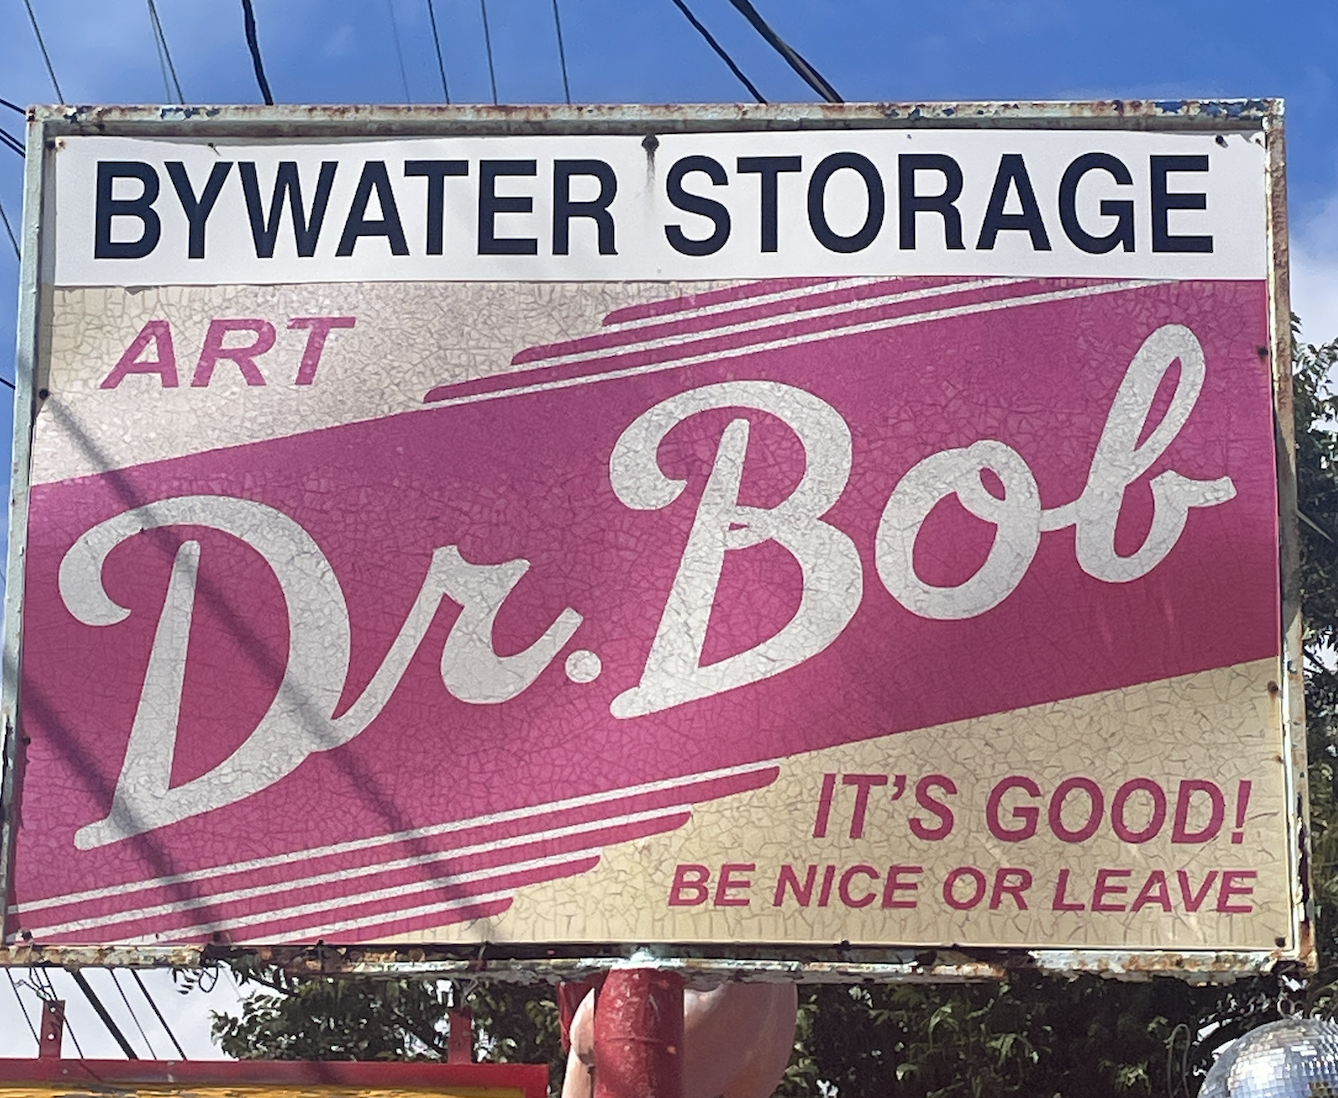 BYWATER STORAGE
ART
Dr. Bob
IT'S GOOD!
BE NICE OR LEAVE